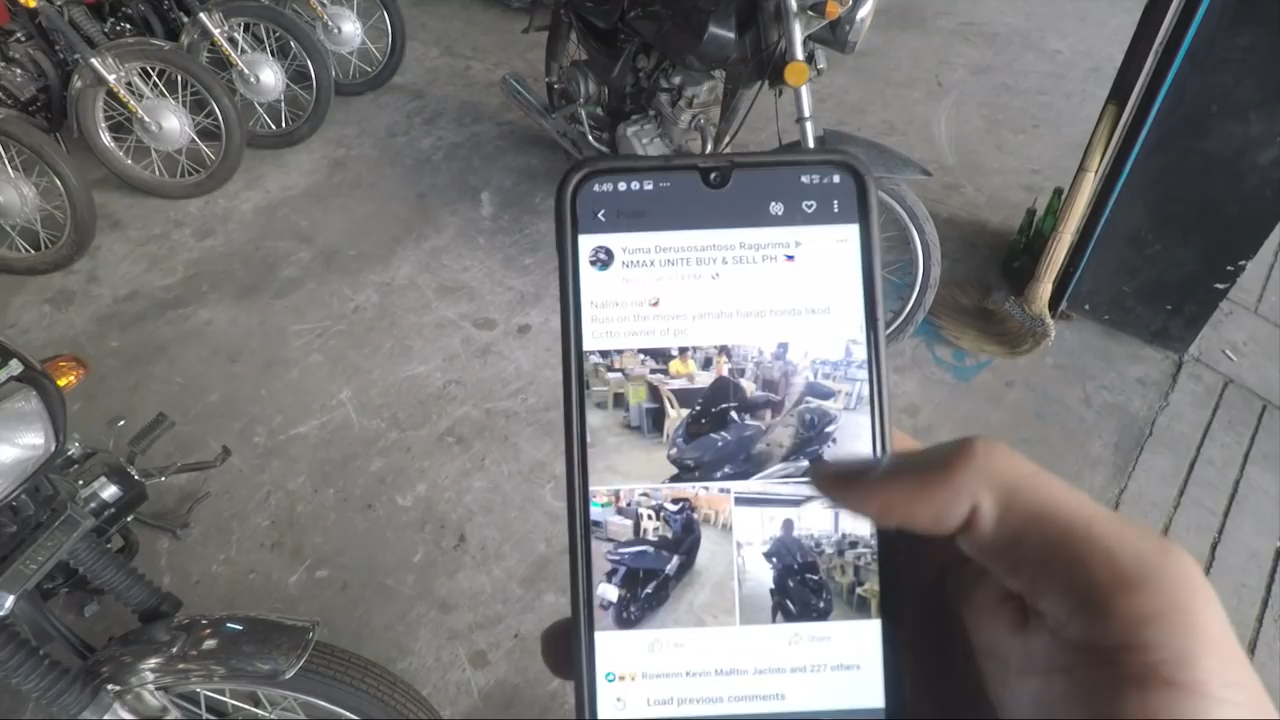 4:49
Yuma Derusosantoso Ragurima ▶
NMAX UNITE BUY & SELL PH 🇵🇭
Naloko na!
Rusi on the moves yamaha harap honda likod
Cctto owner of pic
Like Share
Rowienn Kevin MaRtin Jacinto and 227 others
Load previous comments